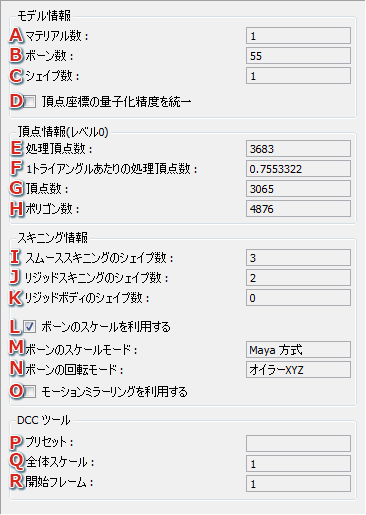 モデル情報
A マテリアル数： 1
B ボーン数： 55
C シェイプ数： 1
D 頂点座標の量子化精度を統一
頂点情報(レベル0)
E 処理頂点数： 3683
F 1トライアングルあたりの処理頂点数： 0.7553322
G 頂点数： 3065
H ポリゴン数： 4876
スキニング情報
I スムーススキニングのシェイプ数： 3
J リジッドスキニングのシェイプ数： 2
K リジッドボディのシェイプ数： 0
L ボーンのスケールを利用する
M ボーンのスケールモード： Maya 方式
N ボーンの回転モード： オイラーXYZ
O モーションミラーリングを利用する
DCC ツール
P プリセット：
Q 全体スケール： 1
R 開始フレーム： 1